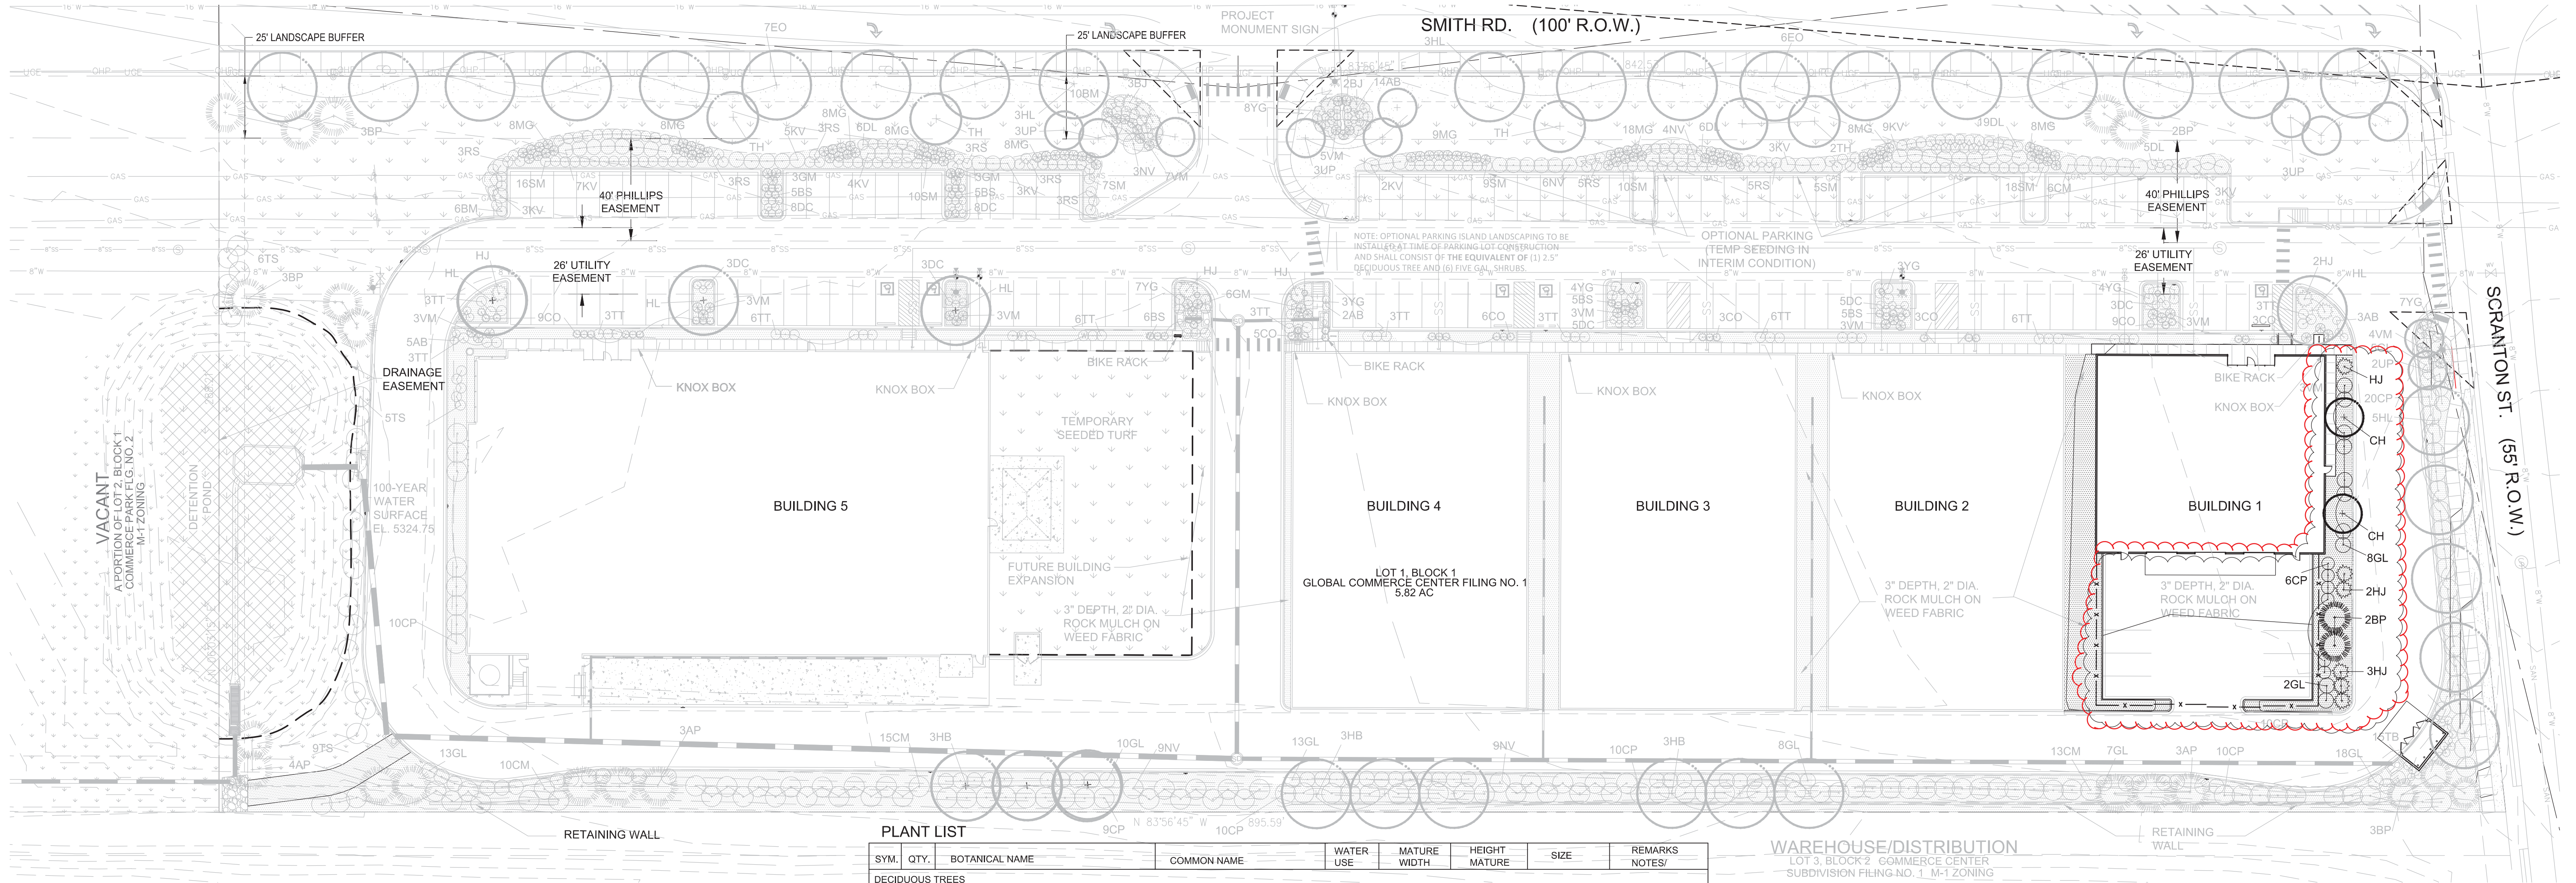 PROJECT
MONUMENT SIGN
SMITH RD. (100' R.O.W.)
25' LANDSCAPE BUFFER
7EO
25' LANDSCAPE BUFFER
3HL
6EO
10BM
3BJ
2BJ
14AB
8YG
3BP
8MG
8MG
8MG
3RS
5KV
6DL
8MG
TH
3HL
3UP
8MG
3RS
TH
3RS
9MG
TH
18MG
4NV
6DL
8MG
9KV
19DL
8MG
2BP
5DL
3KV
2TH
5VM
3UP
3UP
16SM
7KV
3RS
3GM
5BS
8DC
4KV
10SM
3GM
5BS
8DC
3KV
3RS
3NV
7SM
7VM
3RS
2KV
9SM
6NV
5RS
10SM
5RS
5SM
18SM
6CM
3KV
6BM
3KV
40' PHILLIPS
EASEMENT
40' PHILLIPS
EASEMENT
NOTE: OPTIONAL PARKING ISLAND LANDSCAPING TO BE
INSTALLED AT TIME OF PARKING LOT CONSTRUCTION
AND SHALL CONSIST OF THE EQUIVALENT OF (1) 2.5"
DECIDUOUS TREE AND (6) FIVE GAL. SHRUBS.
OPTIONAL PARKING
(TEMP SEEDING IN
INTERIM CONDITION)
6TS
3BP
HJ
HL
26' UTILITY
EASEMENT
26' UTILITY
EASEMENT
3DC
3DC
HJ
HJ
3YG
2HJ
HL
3TT
3VM
9CO
3TT
HL
3VM
6TT
HL
3VM
6TT
7YG
6BS
6GM
3TT
5CO
3YG
2AB
3TT
6CO
3TT
4YG
5BS
3VM
5DC
3CO
6TT
5DC
5BS
3VM
3CO
6TT
4YG
3DC
9CO
3VM
3TT
3CO
3AB
7YG
4VM
2UP
5AB
3TT
DRAINAGE
EASEMENT
KNOX BOX
KNOX BOX
BIKE RACK
BIKE RACK
KNOX BOX
KNOX BOX
KNOX BOX
BIKE RACK
KNOX BOX
HJ
20CP
5HL
CH
SCRANTON ST. (55' R.O.W.)
5TS
TEMPORARY
SEEDED TURF
VACANT
A PORTION OF LOT 2, BLOCK 1
COMMERCE PARK FLG. NO. 2
M-1 ZONING
DETENTION
POND
100-YEAR
WATER
SURFACE
EL. 5324.75
BUILDING 5
BUILDING 4
BUILDING 3
BUILDING 2
BUILDING 1
CH
8GL
6CP
2HJ
2BP
3HJ
2GL
FUTURE BUILDING
EXPANSION
LOT 1, BLOCK 1
GLOBAL COMMERCE CENTER FILING NO. 1
5.82 AC
3" DEPTH, 2" DIA.
ROCK MULCH ON
WEED FABRIC
3" DEPTH, 2" DIA.
ROCK MULCH ON
WEED FABRIC
3" DEPTH, 2" DIA.
ROCK MULCH ON
WEED FABRIC
10CP
10CP
15TB
4AP
9TS
13GL
10CM
3AP
15CM
3HB
10GL
9NV
13GL
3HB
9NV
10CP
3HB
8GL
13CM
7GL
3AP
10CP
18GL
RETAINING WALL
N 83°56'45" W 895.59'
9CP
10CP
RETAINING
WALL
3BP
PLANT LIST
SYM. QTY. BOTANICAL NAME COMMON NAME WATER USE MATURE WIDTH HEIGHT MATURE SIZE REMARKS NOTES/
DECIDUOUS TREES
WAREHOUSE/DISTRIBUTION
LOT 3, BLOCK 2 COMMERCE CENTER
SUBDIVISION FILING NO. 1 M-1 ZONING